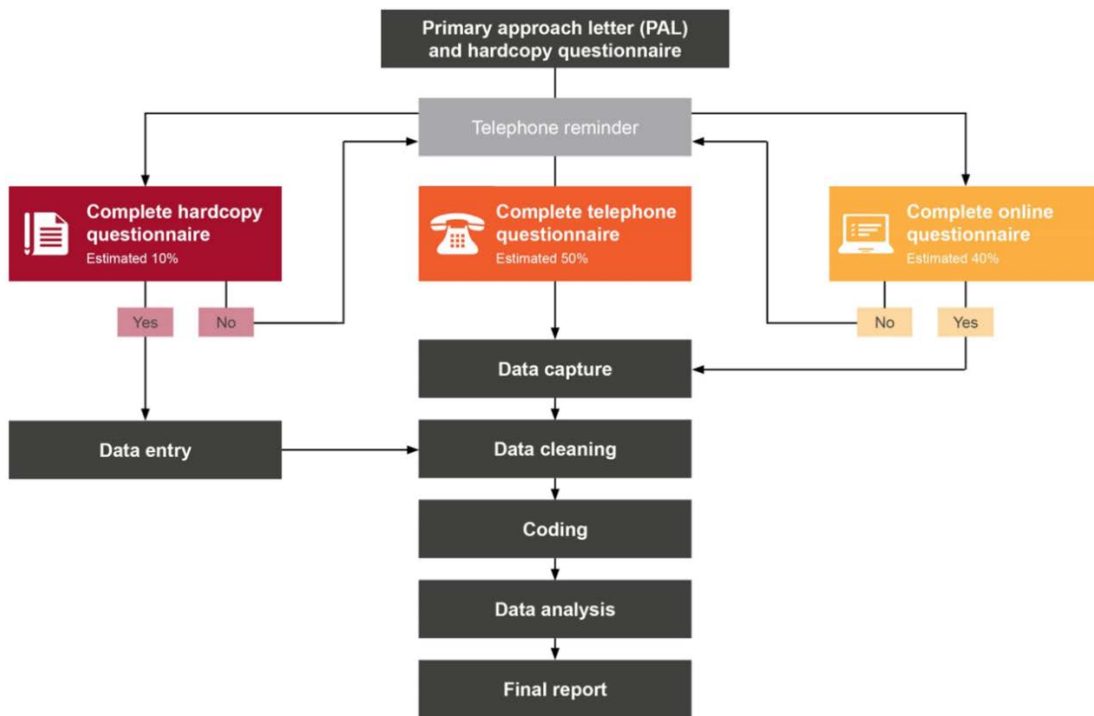 Primary approach letter (PAL)
and hardcopy questionnaire
Telephone reminder
Complete hardcopy
questionnaire
Estimated 10%
Complete telephone
questionnaire
Estimated 50%
Complete online
questionnaire
Estimated 40%
Yes
No
No
Yes
Data capture
Data entry
Data cleaning
Coding
Data analysis
Final report